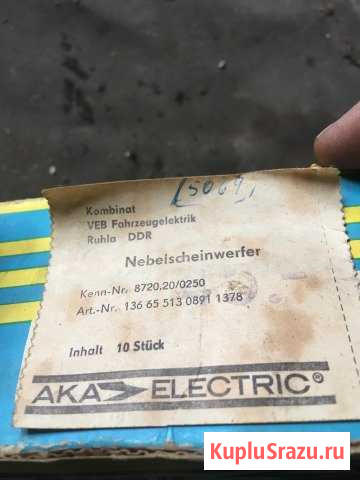 (5069)
Kombinat
VEB Fahrzeugelektrik
Ruhla DDR
Nebelscheinwerfer
Kenn-Nr. 8720.20/0250
Art.-Nr. 136 65 513 0891 1378
Inhalt 10 Stück
AKA ELECTRIC®
KupluSrazu.ru